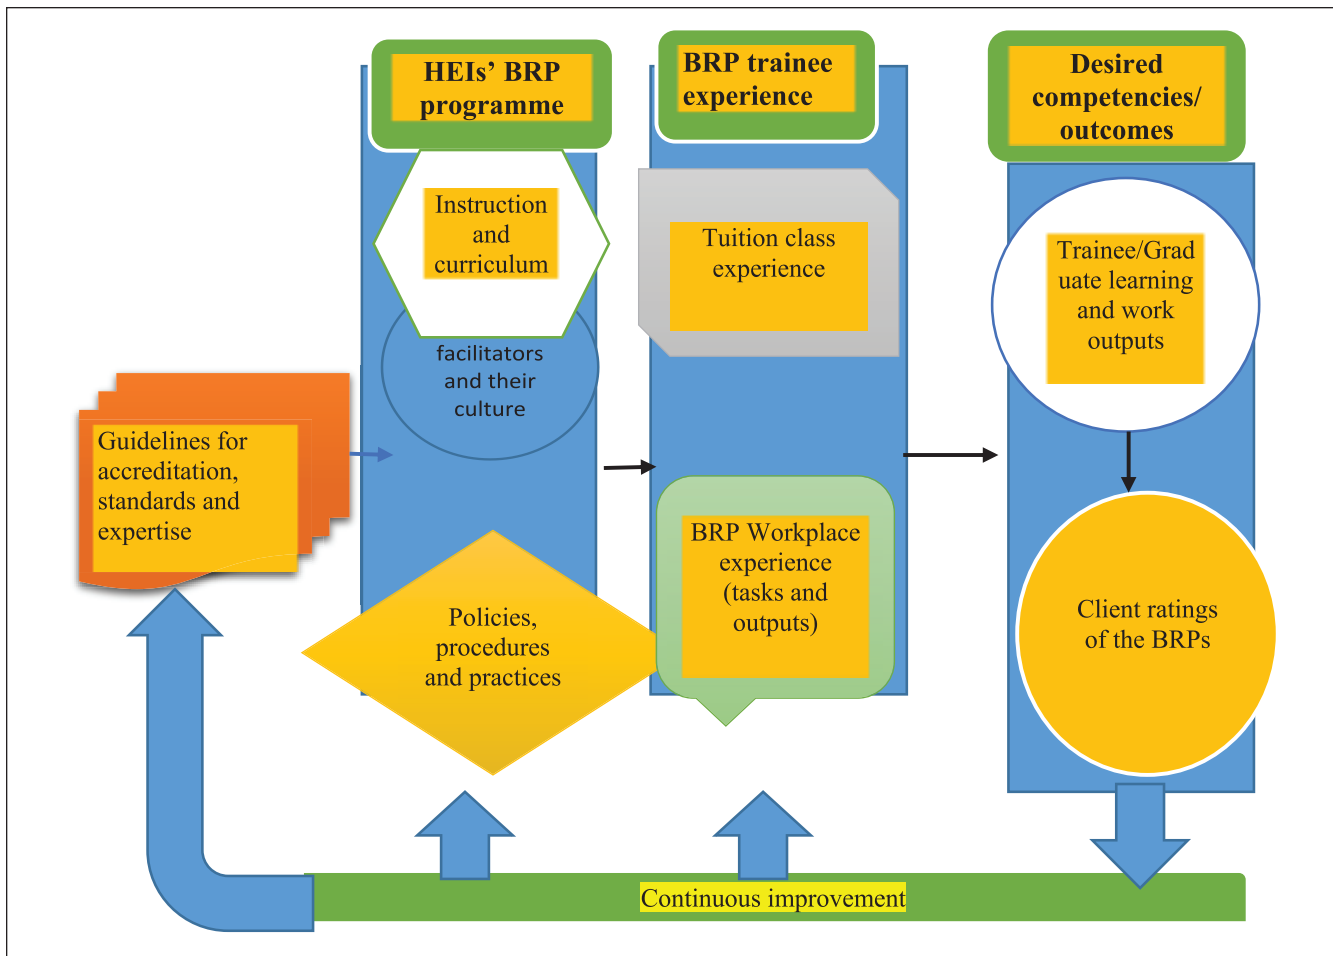 HEIs’ BRP
programme
BRP trainee
experience
Desired
competencies/
outcomes
Instruction
and
curriculum
facilitators
and their
culture
Policies,
procedures
and practices
Tuition class
experience
BRP Workplace
experience
(tasks and
outputs)
Trainee/Grad
uate learning
and work
outputs
Client ratings
of the BRPs
Guidelines for
accreditation,
standards and
expertise
Continuous improvement